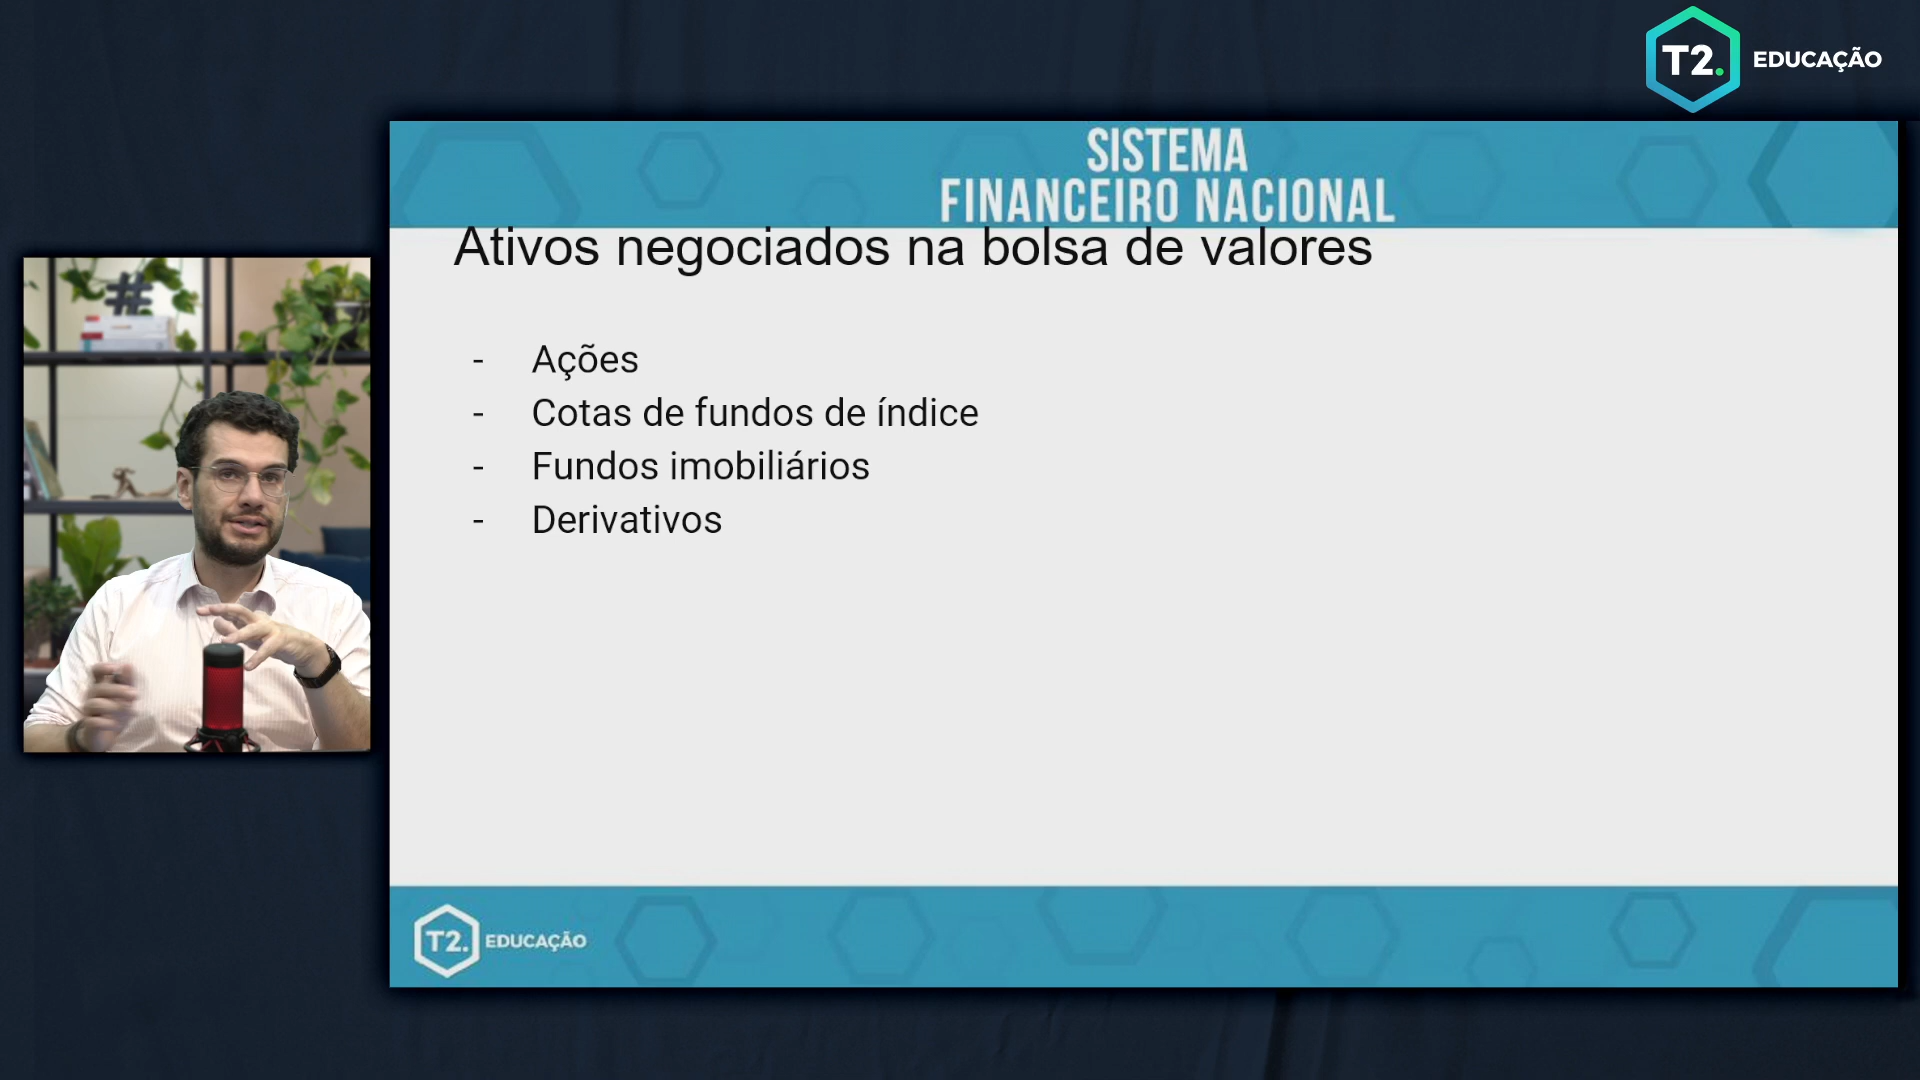 T2. EDUCAÇÃO
SISTEMA
FINANCEIRO NACIONAL
Ativos negociados na bolsa de valores
- Ações
- Cotas de fundos de índice
- Fundos imobiliários
- Derivativos
T2. EDUCAÇÃO